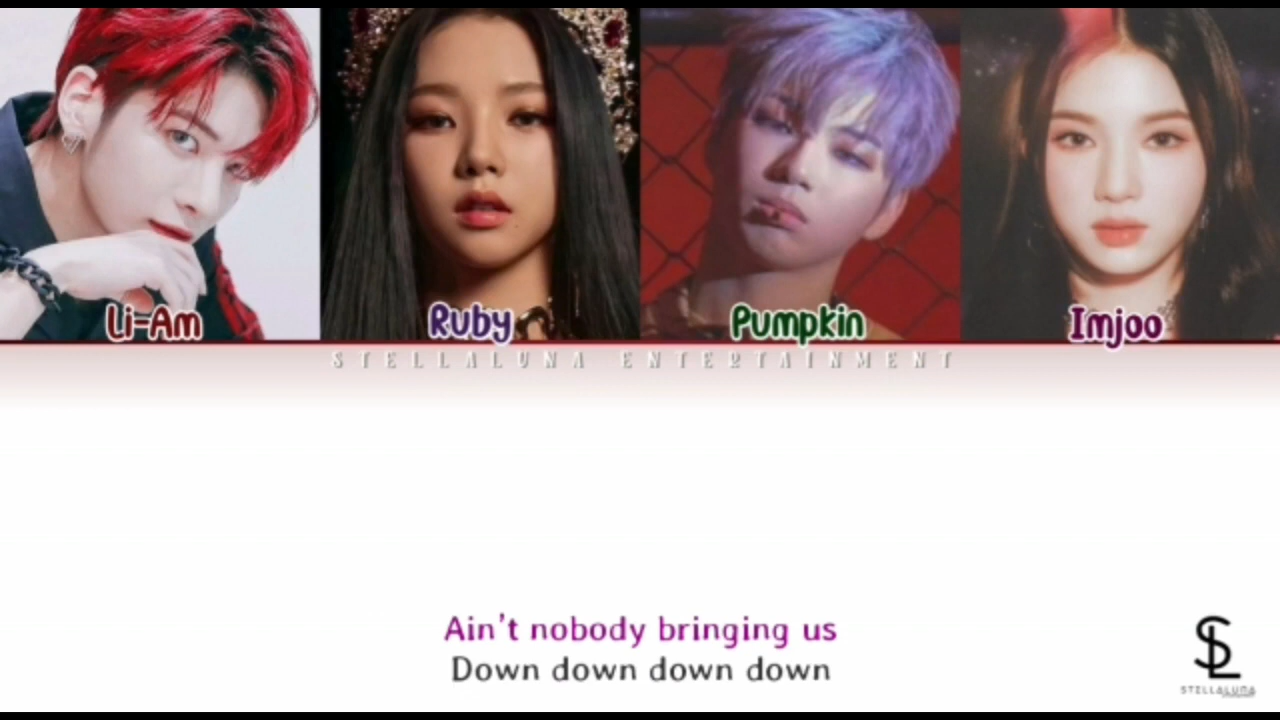 Li-Am
Ruby
Pumpkin
Imjoo
STELLALUNA ENTERTAINMENT
Ain't nobody bringing us
Down down down down
SL
STELLALUNA